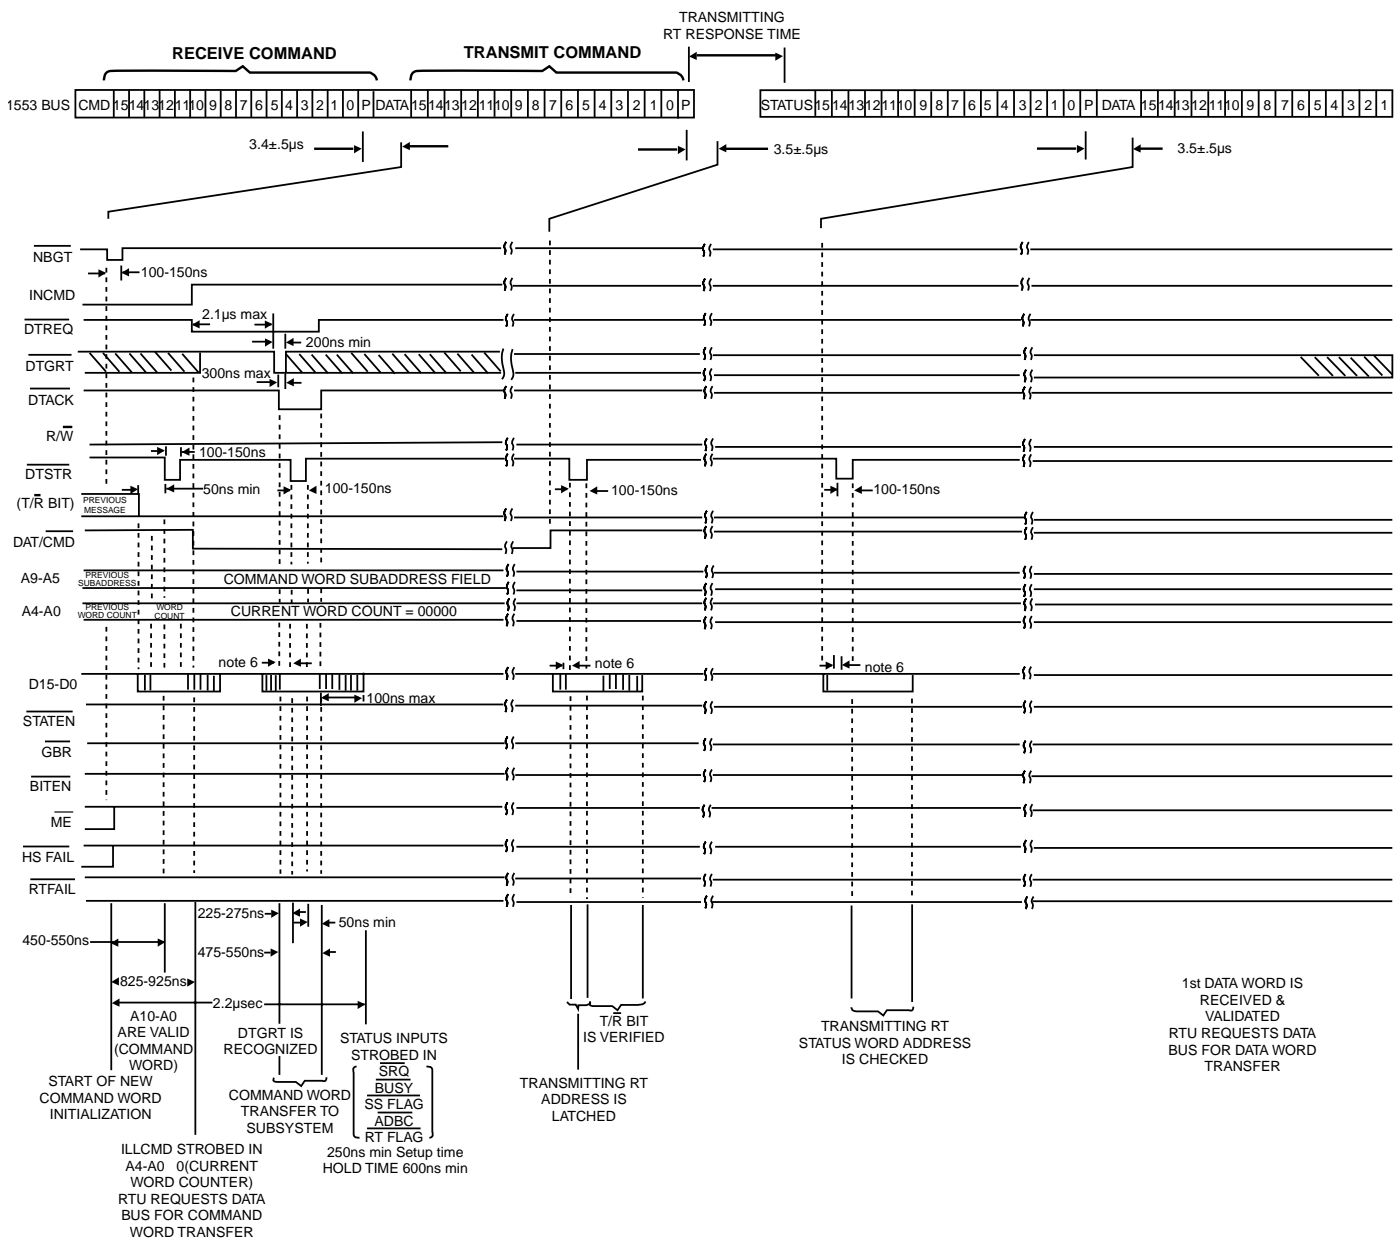 TRANSMITTING
RT RESPONSE TIME
RECEIVE COMMAND
TRANSMIT COMMAND
1553 BUS CMD 15 14 13 12 11 10 9 8 7 6 5 4 3 2 1 0 P DATA 15 14 13 12 11 10 9 8 7 6 5 4 3 2 1 0 P STATUS 15 14 13 12 11 10 9 8 7 6 5 4 3 2 1 0 P DATA 15 14 13 12 11 10 9 8 7 6 5 4 3 2 1
3.4±.5µs 3.5±.5µs 3.5±.5µs
NBGT
100-150ns
INCMD
2.1µs max
DTREQ
200ns min
DTGRT
300ns max
DTACK
R/W
100-150ns
DTSTR
50ns min 100-150ns 100-150ns 100-150ns
(T/R BIT) PREVIOUS
MESSAGE
DAT/CMD
A9-A5 PREVIOUS
SUBADDRESS
COMMAND WORD SUBADDRESS FIELD
A4-A0 PREVIOUS
WORD COUNT
WORD
COUNT
CURRENT WORD COUNT = 00000
note 6 note 6 note 6
D15-D0
100ns max
STATEN
GBR
BITEN
ME
HS FAIL
RTFAIL
225-275ns
50ns min
450-550ns
475-550ns
825-925ns
2.2µsec
A10-A0
ARE VALID
(COMMAND
WORD)
START OF NEW
COMMAND WORD
INITIALIZATION
DTGRT IS
RECOGNIZED
COMMAND WORD
TRANSFER TO
SUBSYSTEM
STATUS INPUTS
STROBED IN
SRQ
BUSY
SS FLAG
ADBC
RT FLAG
250ns min Setup time
HOLD TIME 600ns min
ILLCMD STROBED IN
A4-A0 0(CURRENT
WORD COUNTER)
RTU REQUESTS DATA
BUS FOR COMMAND
WORD TRANSFER
T/R BIT
IS VERIFIED
TRANSMITTING RT
ADDRESS IS
LATCHED
TRANSMITTING RT
STATUS WORD ADDRESS
IS CHECKED
1st DATA WORD IS
RECEIVED &
VALIDATED
RTU REQUESTS DATA
BUS FOR DATA WORD
TRANSFER